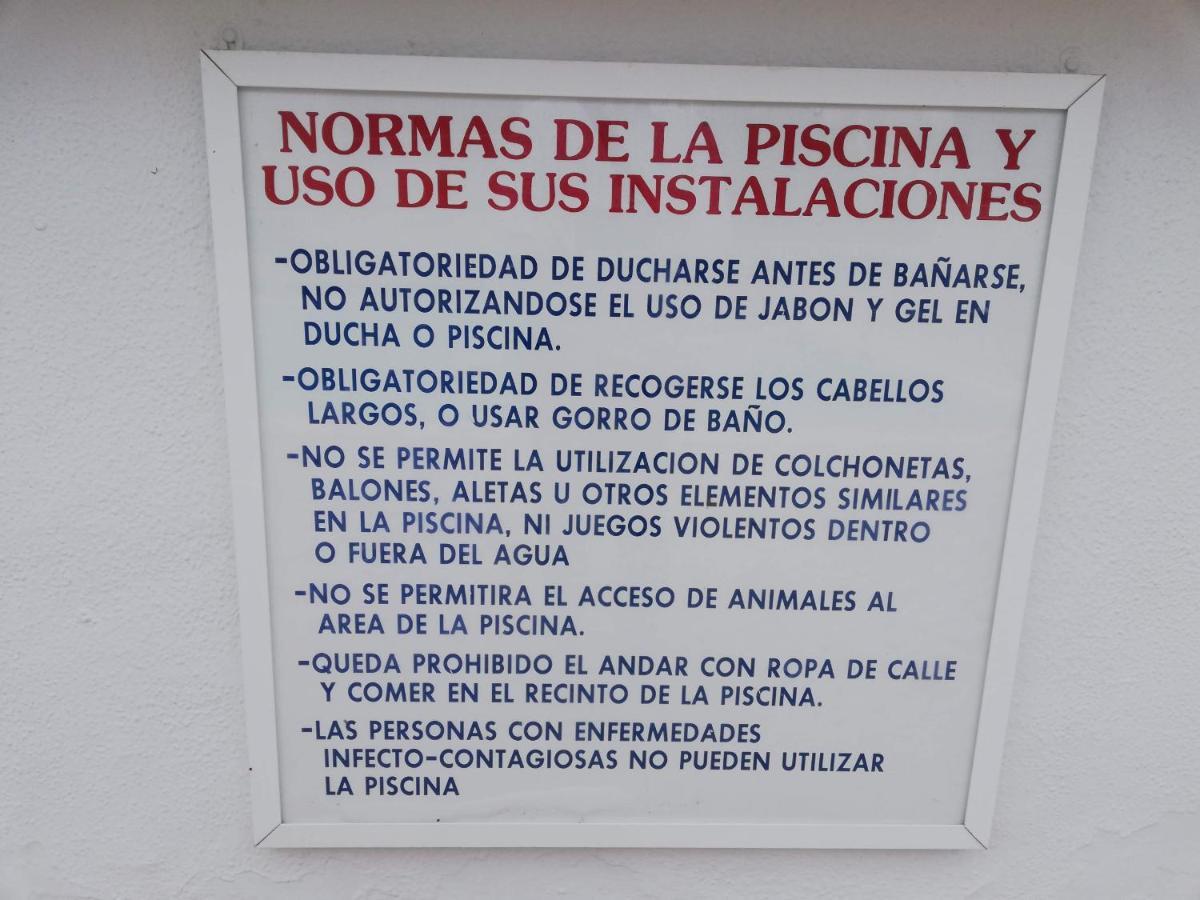 NORMAS DE LA PISCINA Y
USO DE SUS INSTALACIONES
-OBLIGATORIEDAD DE DUCHARSE ANTES DE BAÑARSE,
NO AUTORIZANDOSE EL USO DE JABON Y GEL EN
DUCHA O PISCINA.
-OBLIGATORIEDAD DE RECOGERSE LOS CABELLOS
LARGOS, O USAR GORRO DE BAÑO.
-NO SE PERMITE LA UTILIZACION DE COLCHONETAS,
BALONES, ALETAS U OTROS ELEMENTOS SIMILARES
EN LA PISCINA, NI JUEGOS VIOLENTOS DENTRO
O FUERA DEL AGUA
-NO SE PERMITIRA EL ACCESO DE ANIMALES AL
AREA DE LA PISCINA.
-QUEDA PROHIBIDO EL ANDAR CON ROPA DE CALLE
Y COMER EN EL RECINTO DE LA PISCINA.
-LAS PERSONAS CON ENFERMEDADES
INFECTO-CONTAGIOSAS NO PUEDEN UTILIZAR
LA PISCINA